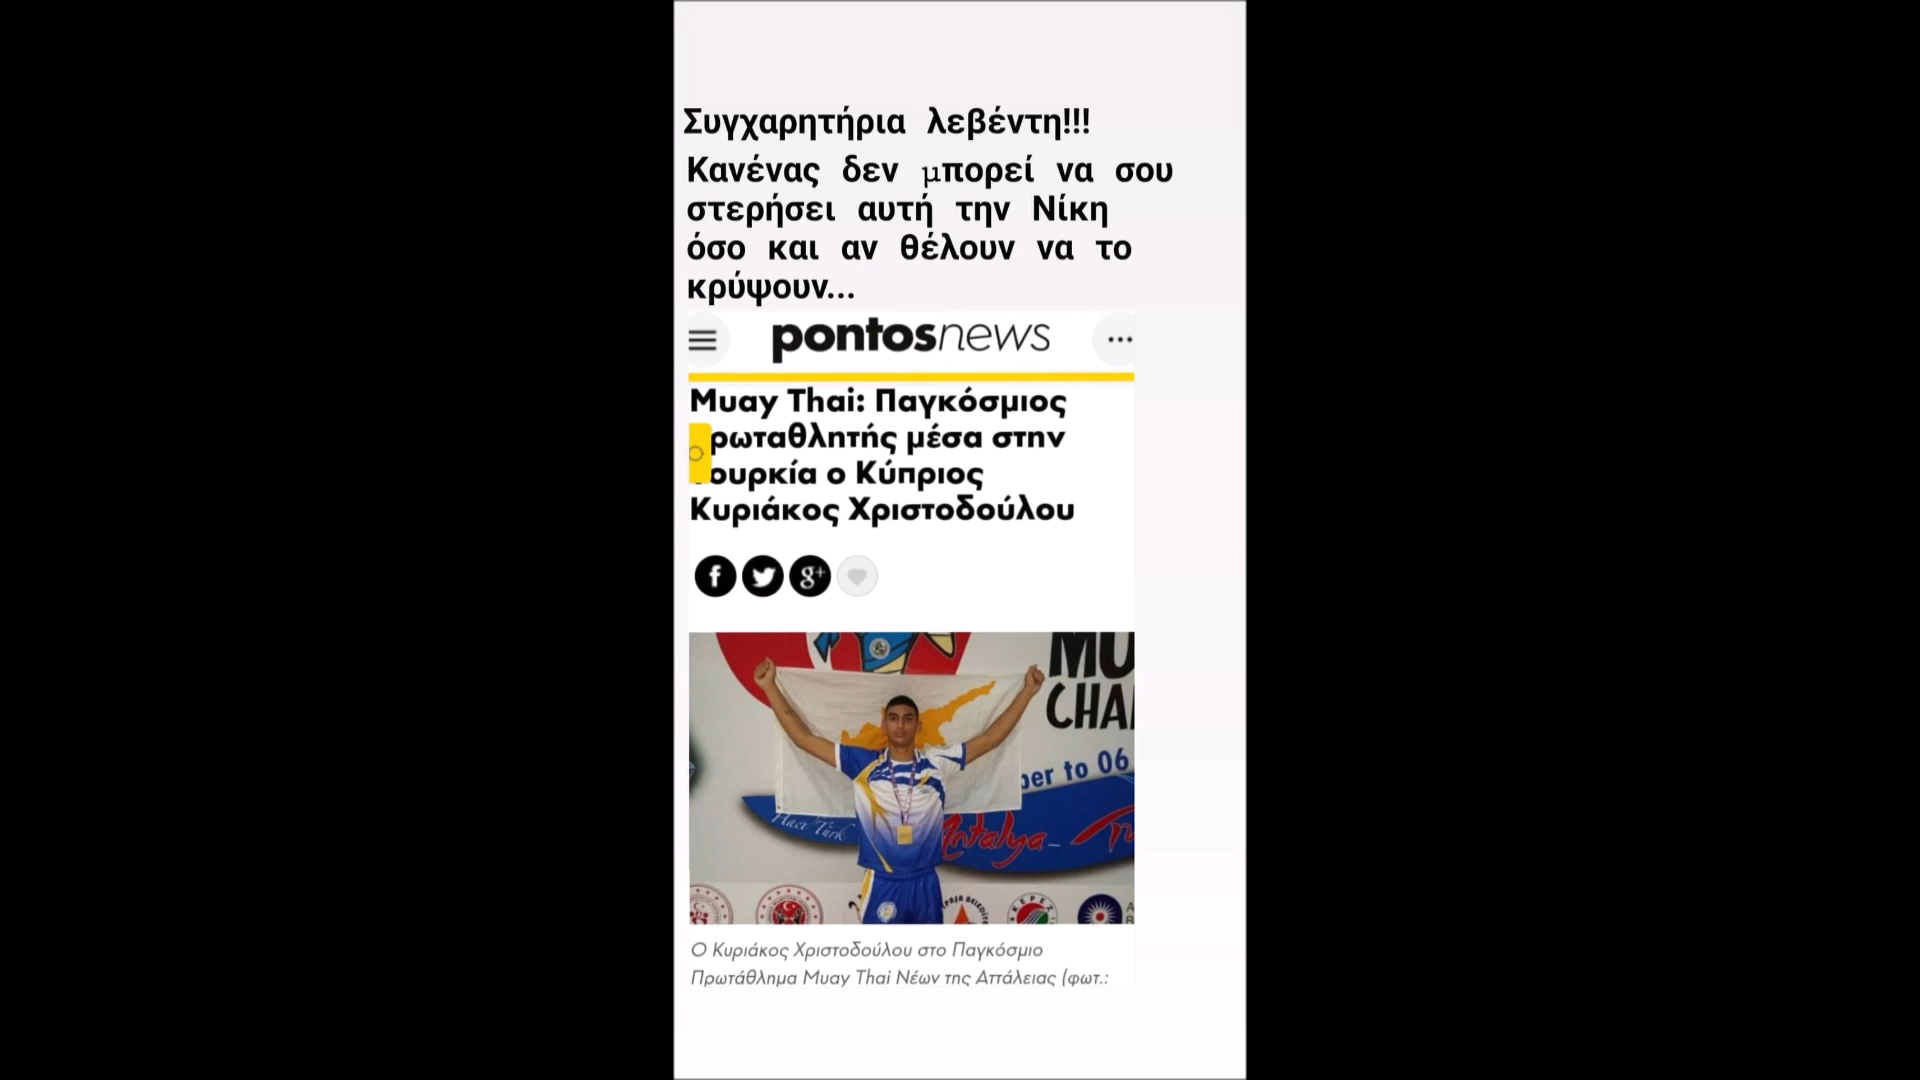 Συγχαρητήρια λεβέντη!!!
Κανένας δεν μπορεί να σου
στερήσει αυτή την Νίκη
όσο και αν θέλουν να το
κρύψουν...
pontosnews
Muay Thai: Παγκόσμιος
ρωταθλητής μέσα στην
ουρκία ο Κύπριος
Κυριάκος Χριστοδούλου
f g+
MU
CHA
ber to 06
Antalya-
Ο Κυριάκος Χριστοδούλου στο Παγκόσμιο
Πρωτάθλημα Muay Thai Νέων της Αττάλειας (φωτ.: